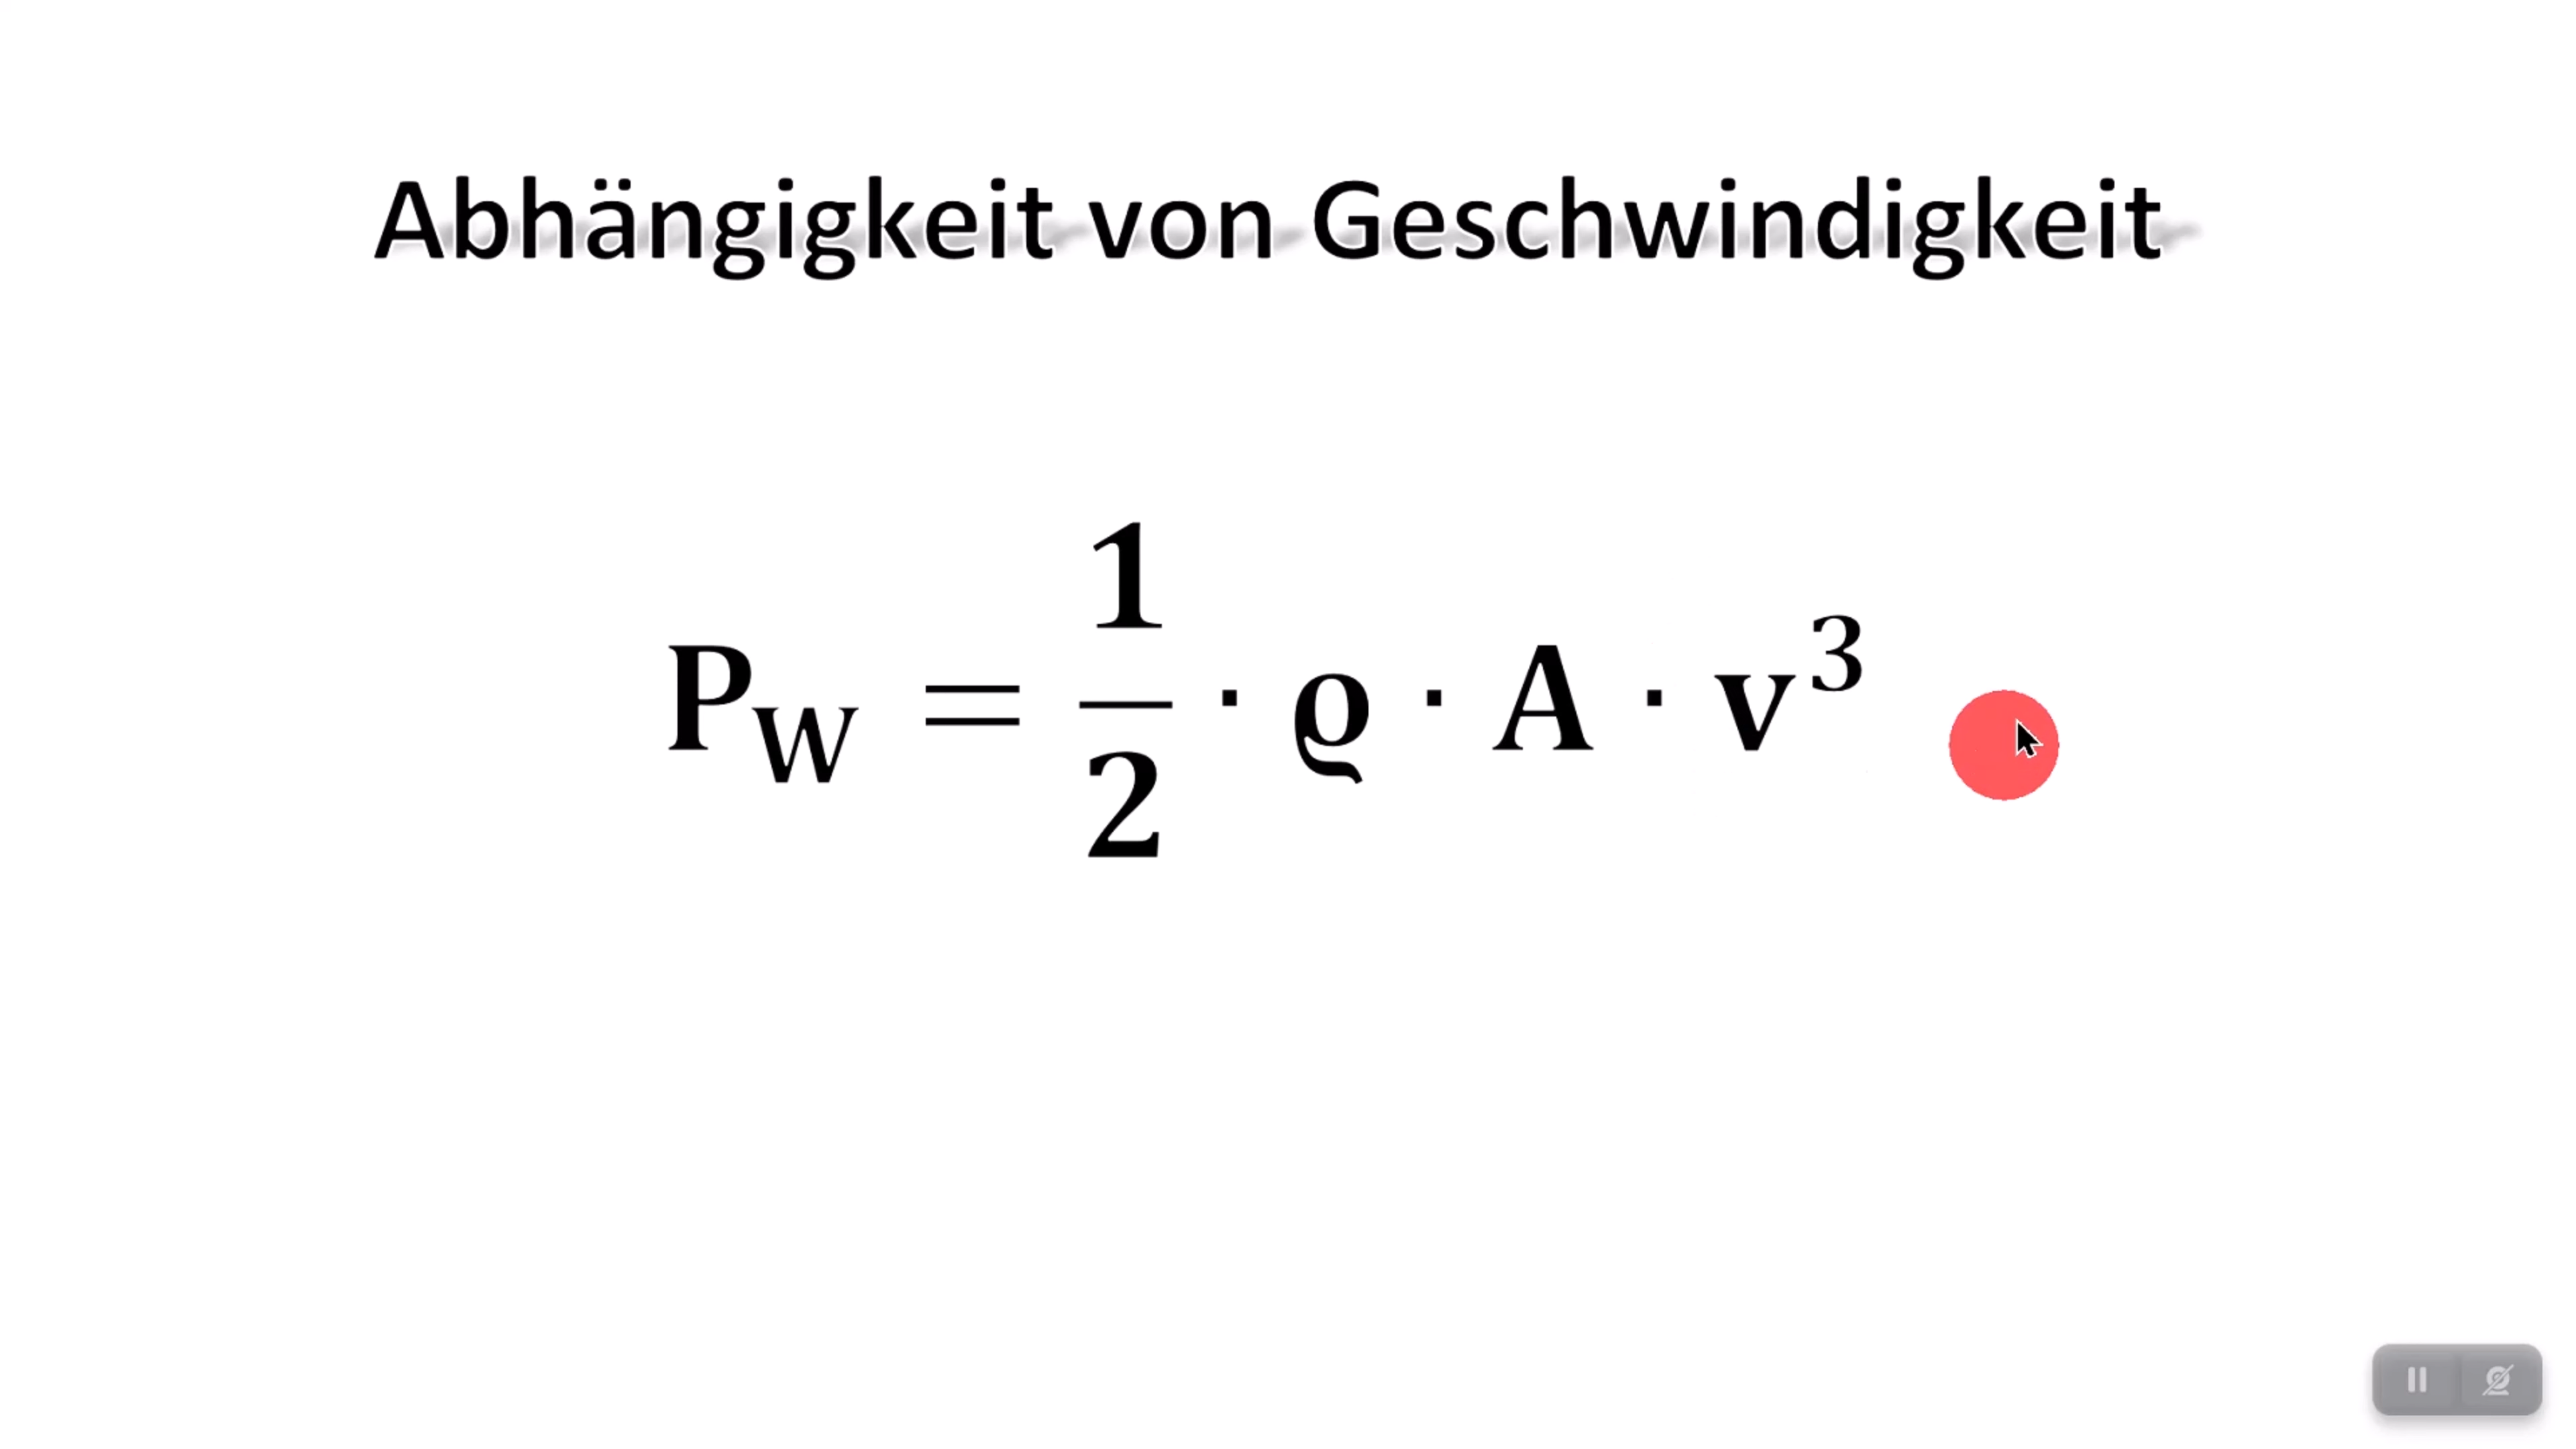 Abhängigkeit von Geschwindigkeit
P_W = 1/2 · ϱ · A · v³